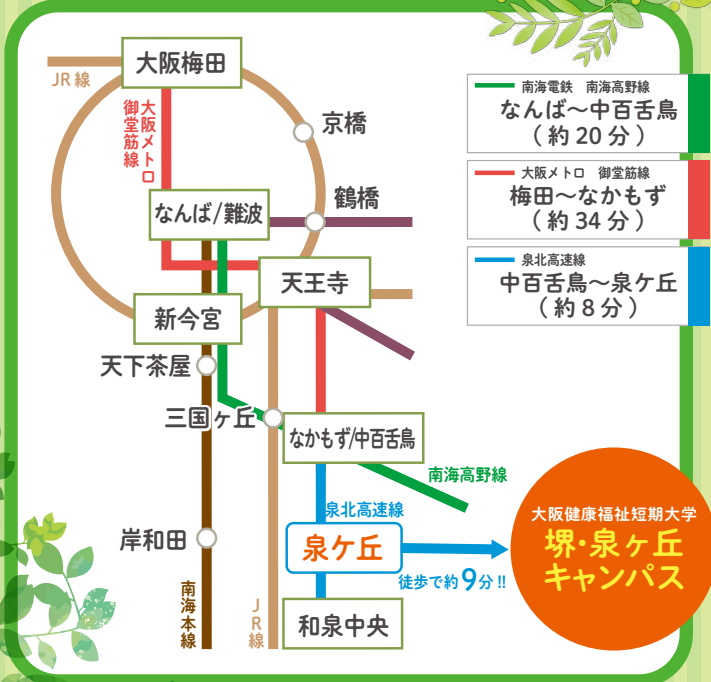 大阪梅田
JR線
大阪メトロ
御堂筋線
京橋
なんば/難波
鶴橋
天王寺
新今宮
天下茶屋
三国ヶ丘
なかもず/中百舌鳥
南海高野線
泉北高速線
岸和田
泉ケ丘
徒歩で約9分!!
南海本線
JR線
和泉中央
南海電鉄 南海高野線
なんば〜中百舌鳥
(約20分)
大阪メトロ 御堂筋線
梅田〜なかもず
(約34分)
泉北高速線
中百舌鳥〜泉ケ丘
(約8分)
大阪健康福祉短期大学
堺・泉ヶ丘
キャンパス